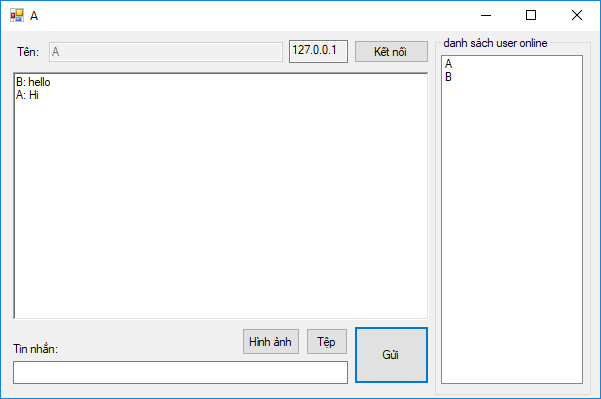 A
Tên: A 127.0.0.1 Kết nối
danh sách user online
B: hello
A: Hi
A
B
Tin nhắn:
Hình ảnh Tệp Gửi